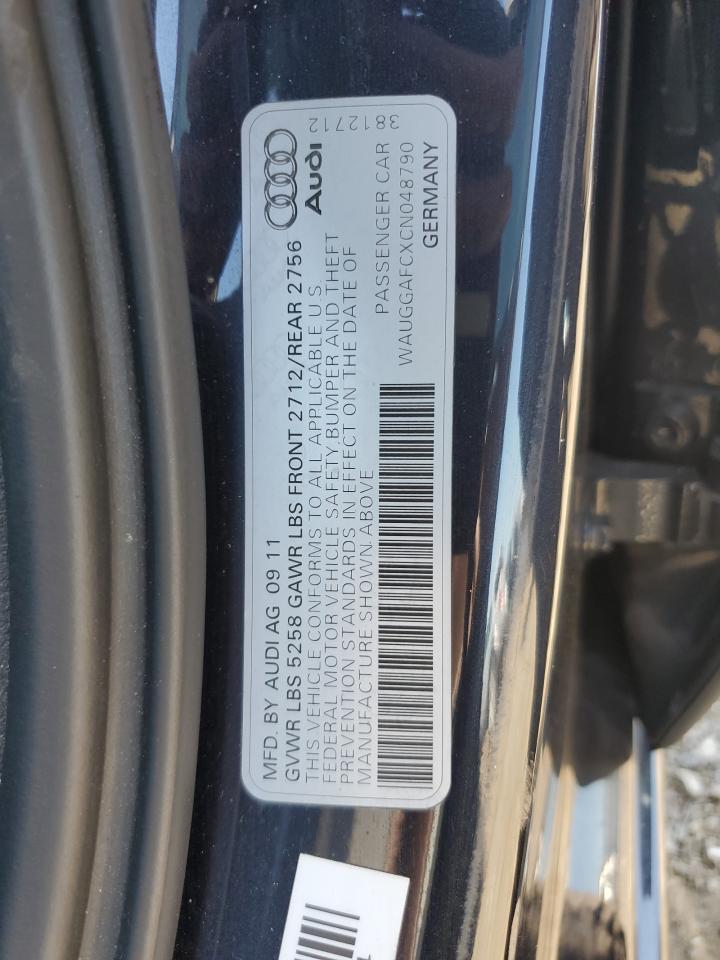 MFD. BY AUDI AG 09 11
GVWR LBS 5258 GAWR LBS FRONT 2712/REAR 2756
THIS VEHICLE CONFORMS TO ALL APPLICABLE U S
FEDERAL MOTOR VEHICLE SAFETY, BUMPER AND THEFT
PREVENTION STANDARDS IN EFFECT ON THE DATE OF
MANUFACTURE SHOWN ABOVE
Audi
3812712
PASSENGER CAR
WAUGGAFCXCN048790
GERMANY